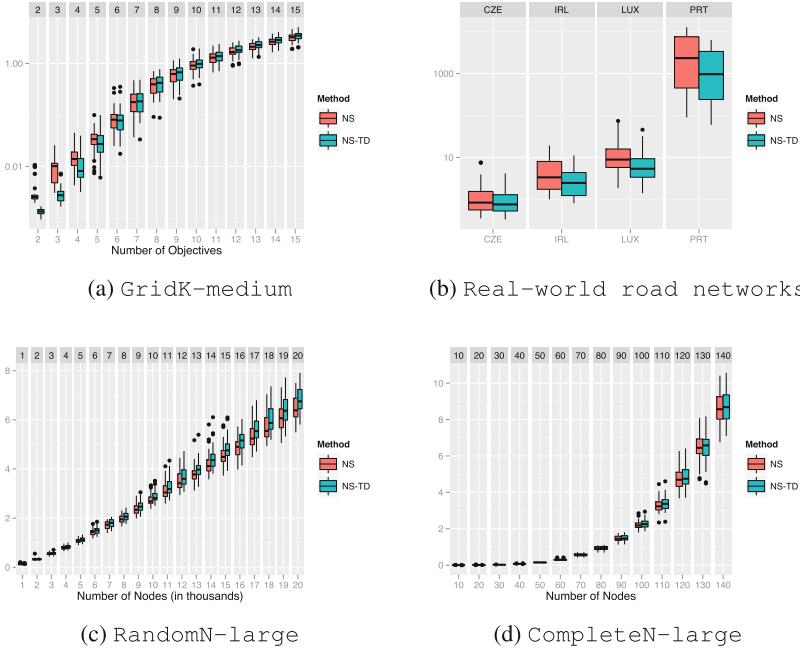 2 3 4 5 6 7 8 9 10 11 12 13 14 15
1.00
0.01
2 3 4 5 6 7 8 9 10 11 12 13 14 15
Number of Objectives
Method
NS
NS-TD
(a) GridK-medium
CZE IRL LUX PRT
1000
10
CZE IRL LUX PRT
Method
NS
NS-TD
(b) Real-world road networks
1 2 3 4 5 6 7 8 9 10 11 12 13 14 15 16 17 18 19 20
8
6
4
2
0
1 2 3 4 5 6 7 8 9 10 11 12 13 14 15 16 17 18 19 20
Number of Nodes (in thousands)
Method
NS
NS-TD
(c) RandomN-large
10 20 30 40 50 60 70 80 90 100 110 120 130 140
10
8
6
4
2
0
10 20 30 40 50 60 70 80 90 100 110 120 130 140
Number of Nodes
Method
NS
NS-TD
(d) CompleteN-large